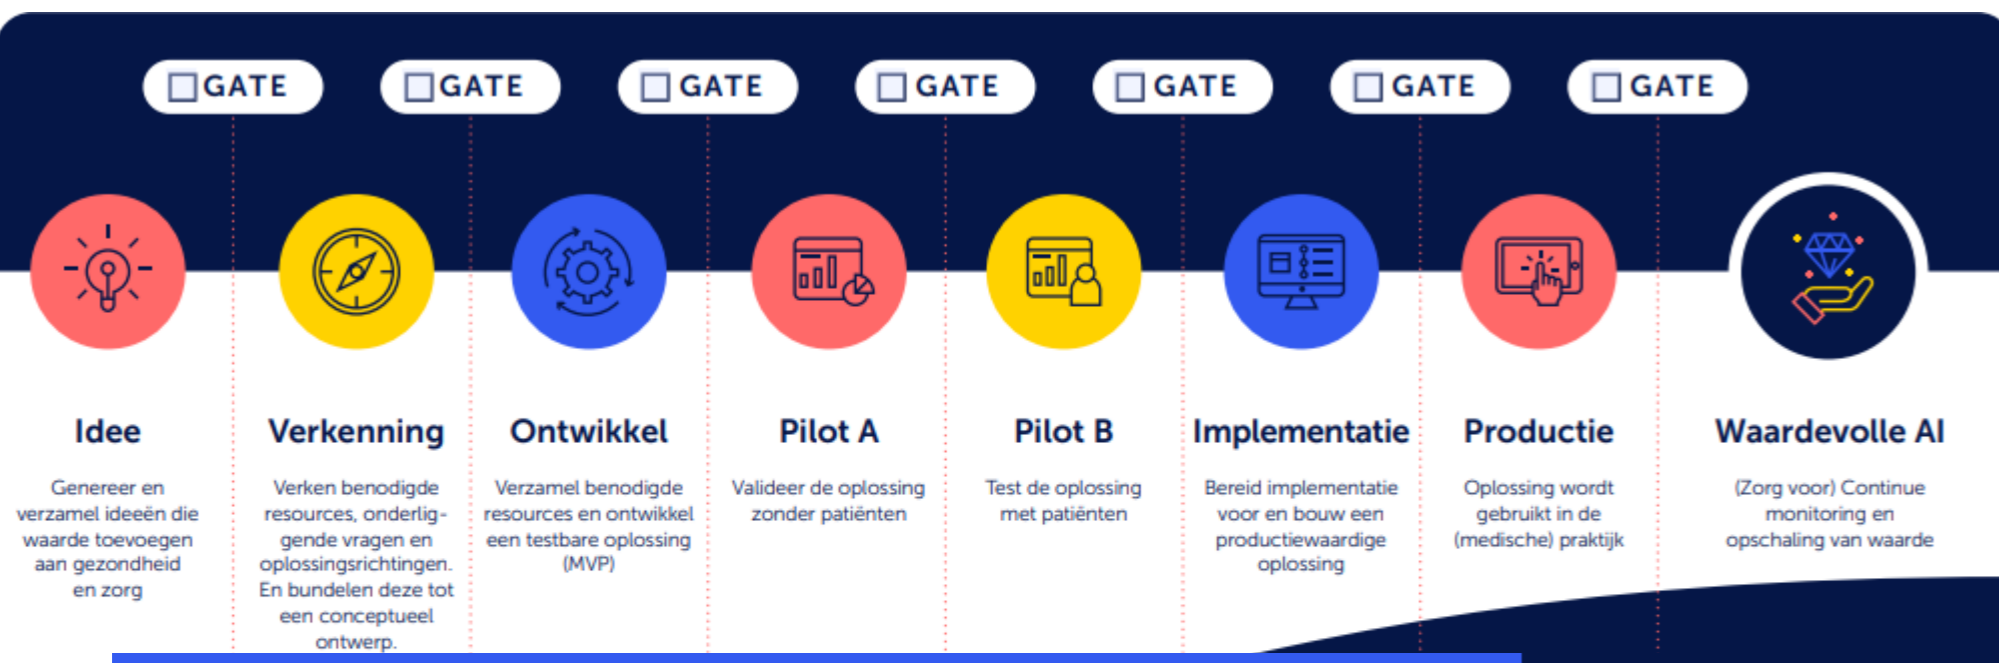 GATE
GATE
GATE
GATE
GATE
GATE
GATE
Idee
Genereer en
verzamel ideeën die
waarde toevoegen
aan gezondheid
en zorg
Verkenning
Verken benodigde
resources, onderlig-
gende vragen en
oplossingsrichtingen.
En bundelen deze tot
een conceptueel
ontwerp.
Ontwikkel
Verzamel benodigde
resources en ontwikkel
een testbare oplossing
(MVP)
Pilot A
Valideer de oplossing
zonder patiënten
Pilot B
Test de oplossing
met patiënten
Implementatie
Bereid implementatie
voor en bouw een
productiewaardige
oplossing
Productie
Oplossing wordt
gebruikt in de
(medische) praktijk
Waardevolle AI
(Zorg voor) Continue
monitoring en
opschaling van waarde